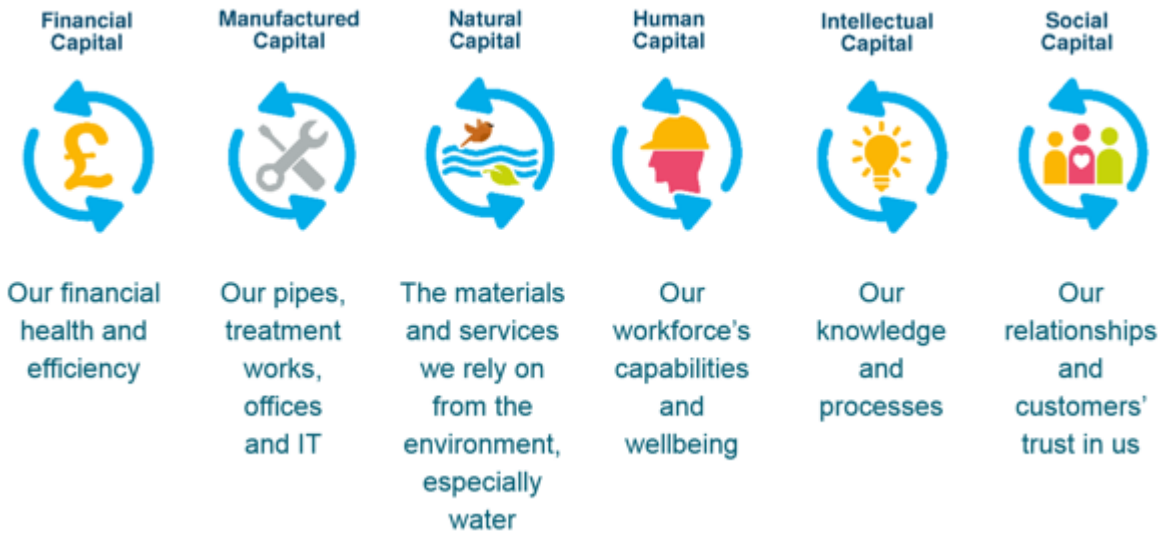 Financial
Capital
Manufactured
Capital
Natural
Capital
Human
Capital
Intellectual
Capital
Social
Capital
£
Our financial
health and
efficiency
Our pipes,
treatment
works,
offices
and IT
The materials
and services
we rely on
from the
environment,
especially
water
Our
workforce’s
capabilities
and
wellbeing
Our
knowledge
and
processes
Our
relationships
and
customers’
trust in us